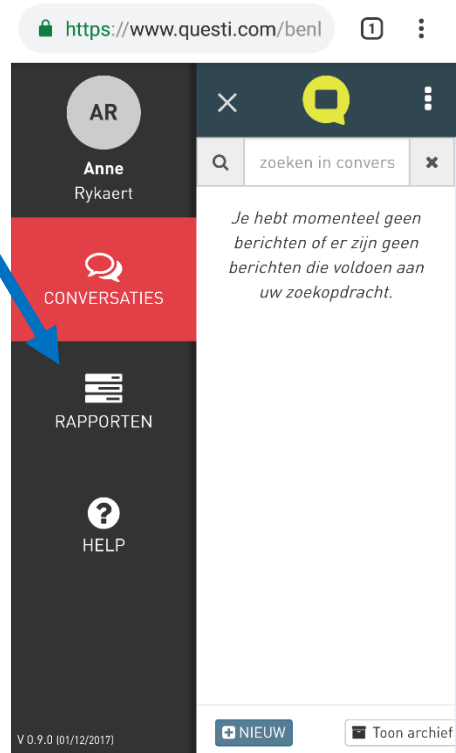 https://www.questi.com/benl
1
AR
Anne
Rykaert
CONVERSATIES
RAPPORTEN
HELP
V 0.9.0 (01/12/2017)
zoeken in convers
Je hebt momenteel geen
berichten of er zijn geen
berichten die voldoen aan
uw zoekopdracht.
NIEUW
Toon archief